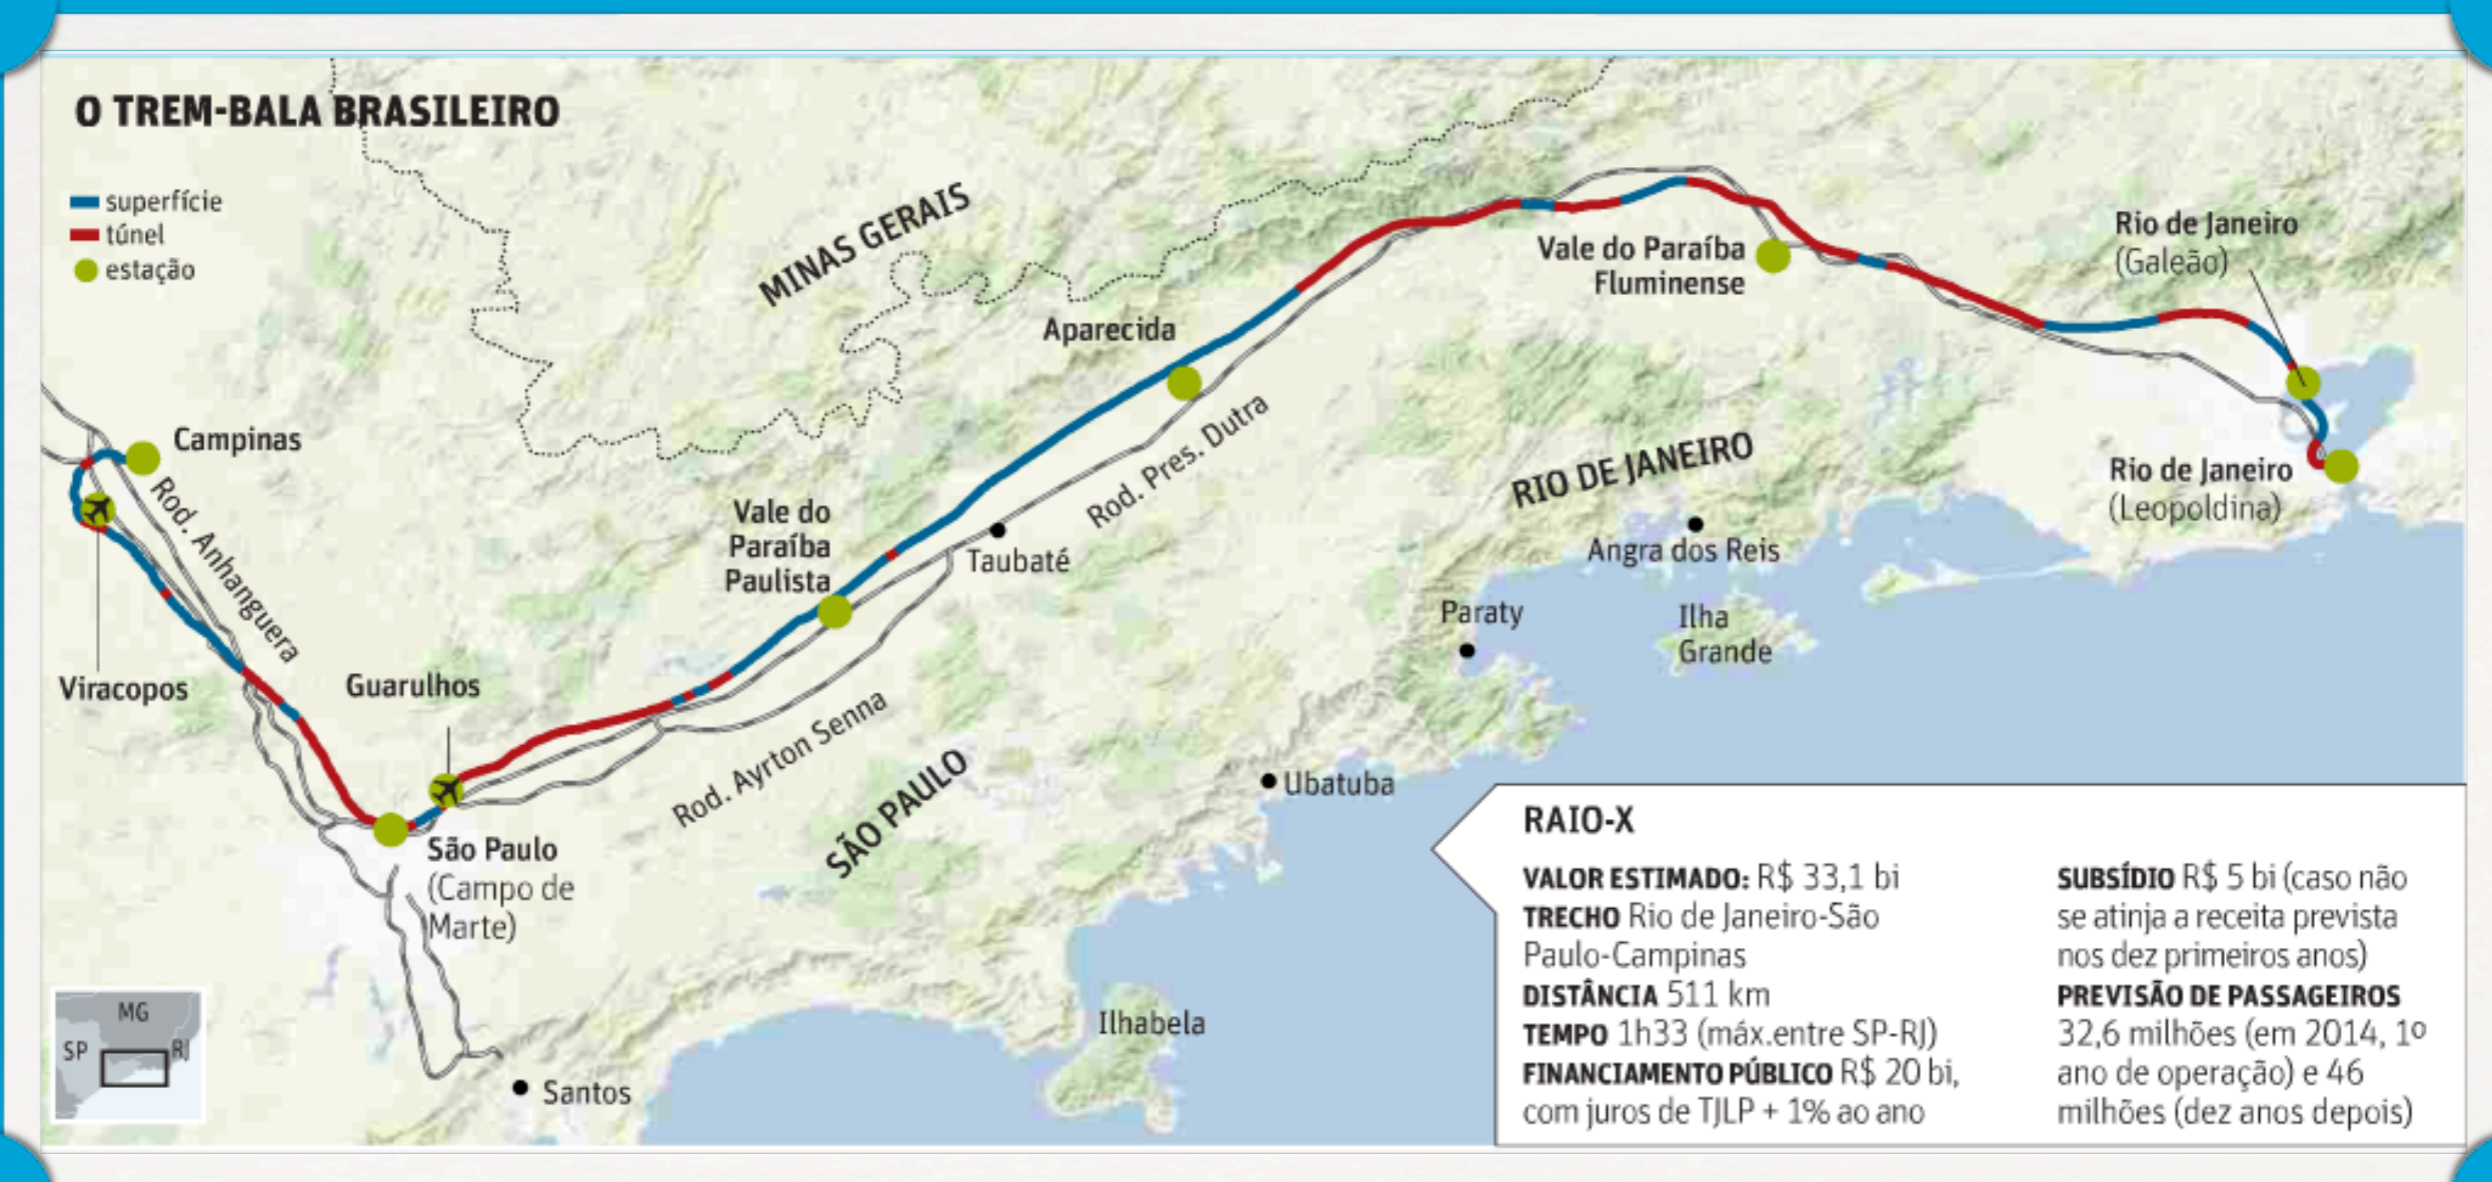 O TREM-BALA BRASILEIRO
superfície
túnel
estação
MINAS GERAIS
Aparecida
Vale do Paraíba
Fluminense
Rio de Janeiro
(Galeão)
Campinas
Rod. Anhanguera
Viracopos
Guarulhos
Vale do
Paraíba
Paulista
Taubaté
Rod. Pres. Dutra
Rod. Ayrton Senna
RIO DE JANEIRO
Rio de Janeiro
(Leopoldina)
Angra dos Reis
Paraty
Ilha
Grande
São Paulo
(Campo de
Marte)
SÃO PAULO
Ubatuba
Ilhabela
Santos
MG
SP
RJ
RAIO-X
VALOR ESTIMADO: R$ 33,1 bi
TRECHO Rio de Janeiro-São
Paulo-Campinas
DISTÂNCIA 511 km
TEMPO 1h33 (máx.entre SP-RJ)
FINANCIAMENTO PÚBLICO R$ 20 bi,
com juros de TJLP + 1% ao ano
SUBSÍDIO R$ 5 bi (caso não
se atinja a receita prevista
nos dez primeiros anos)
PREVISÃO DE PASSAGEIROS
32,6 milhões (em 2014, 1º
ano de operação) e 46
milhões (dez anos depois)